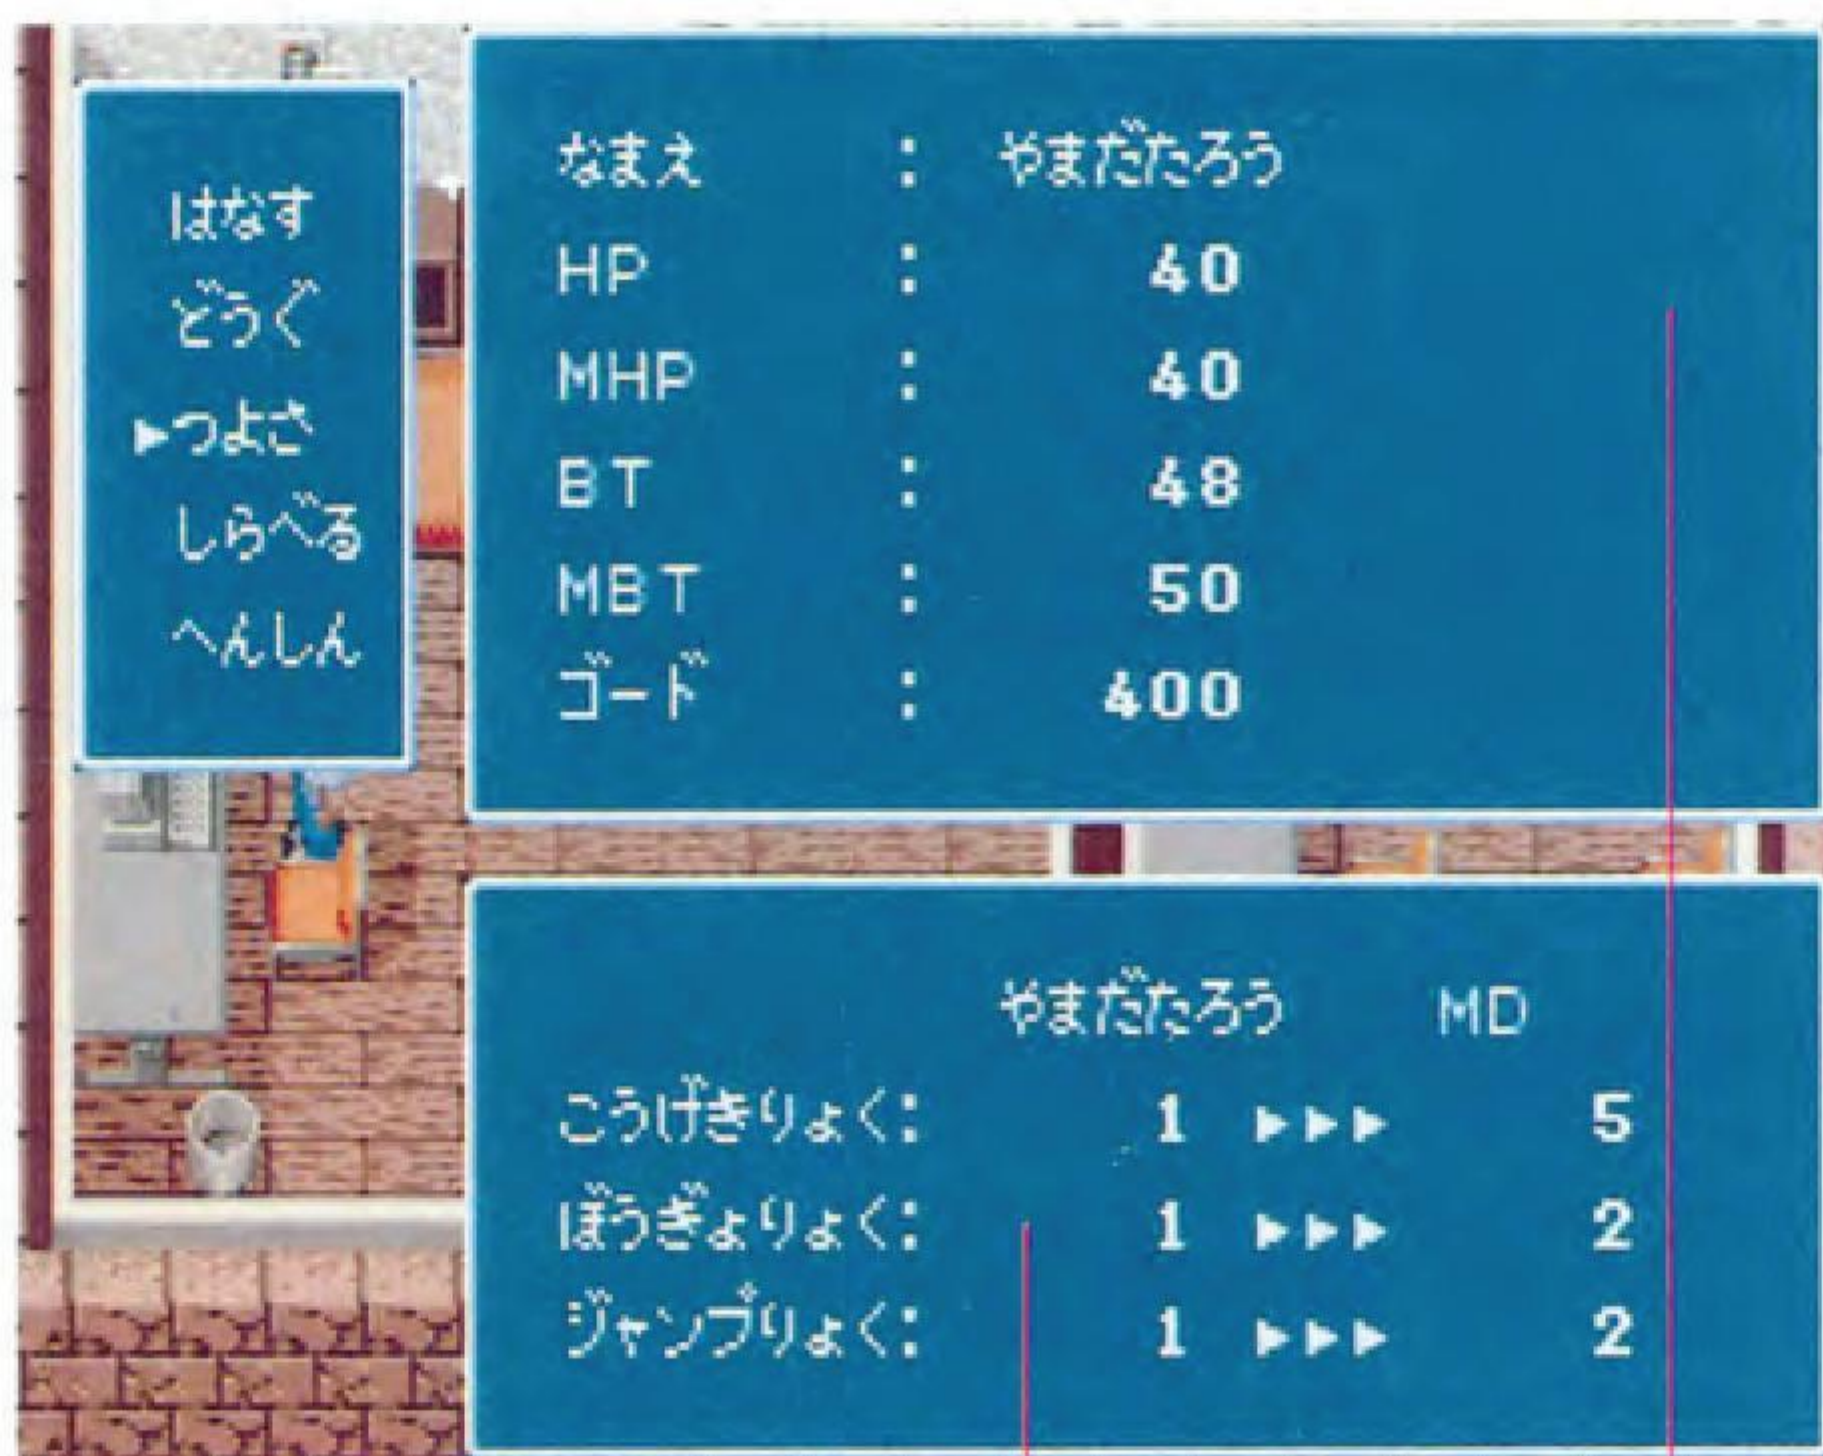 はなす
どうぐ
▶つよさ
しらべる
へんしん
なまえ : やまだたろう
HP : 40
MHP : 40
BT : 48
MBT : 50
ゴード : 400
やまだたろう MD
こうげきりょく: 1 ▶▶▶ 5
ぼうぎょりょく: 1 ▶▶▶ 2
ジャンプりょく: 1 ▶▶▶ 2